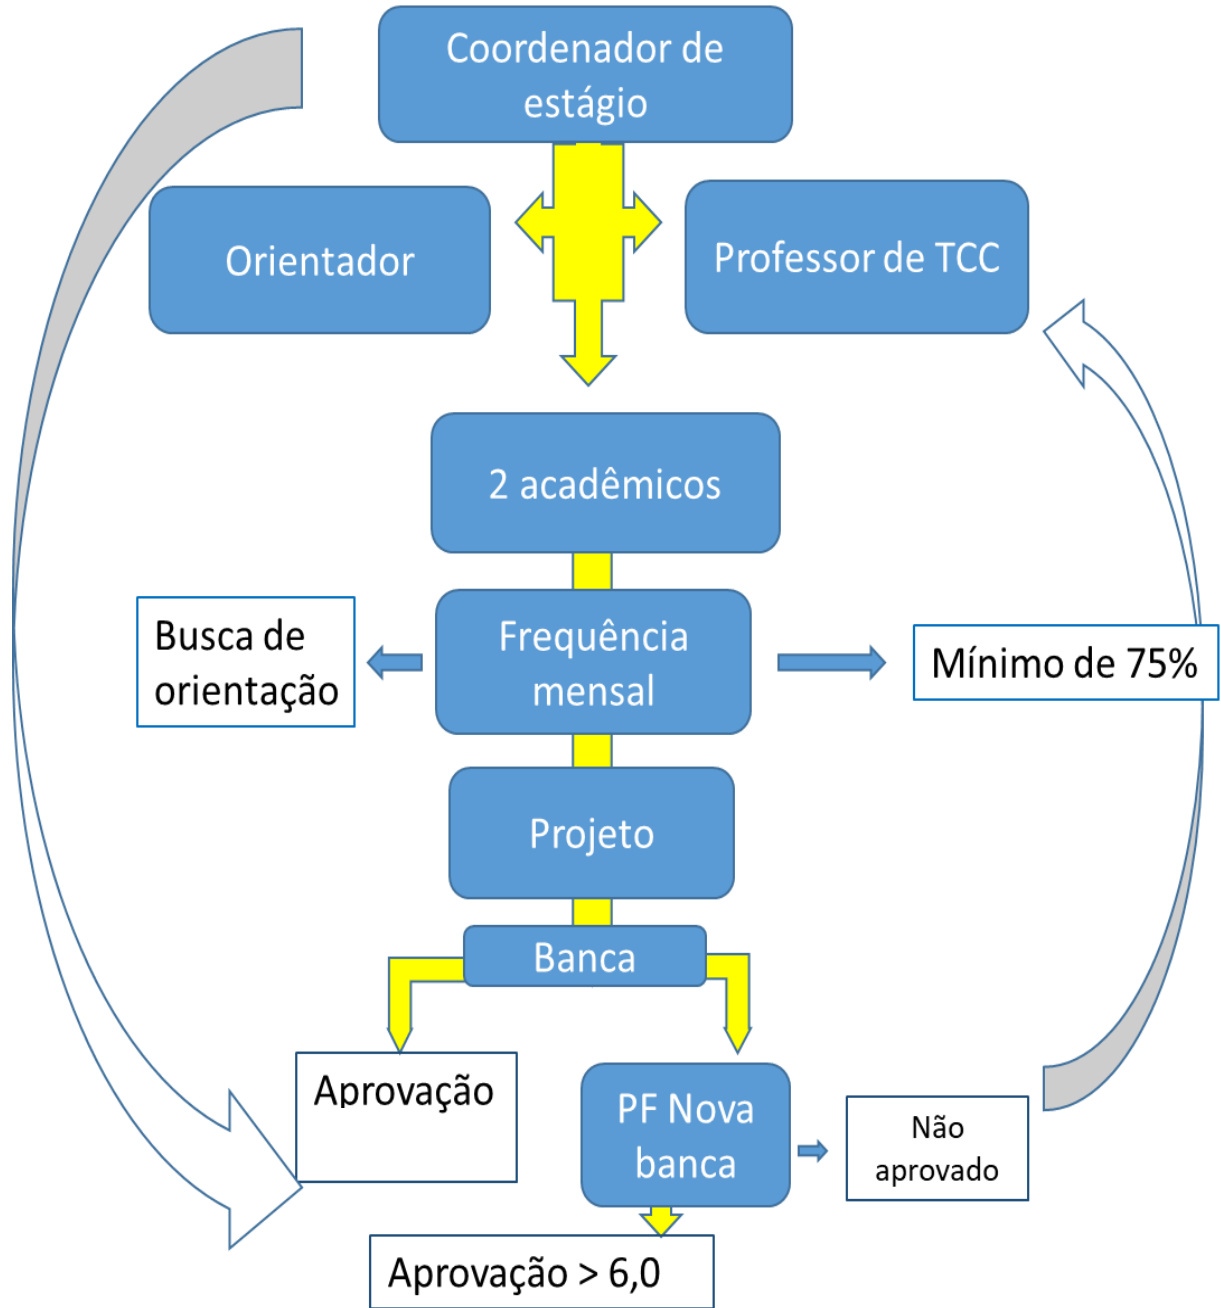 Coordenador de
estágio
Orientador
Professor de TCC
2 acadêmicos
Busca de
orientação
Frequência
mensal
Mínimo de 75%
Projeto
Banca
Aprovação
PF Nova
banca
Não
aprovado
Aprovação > 6,0